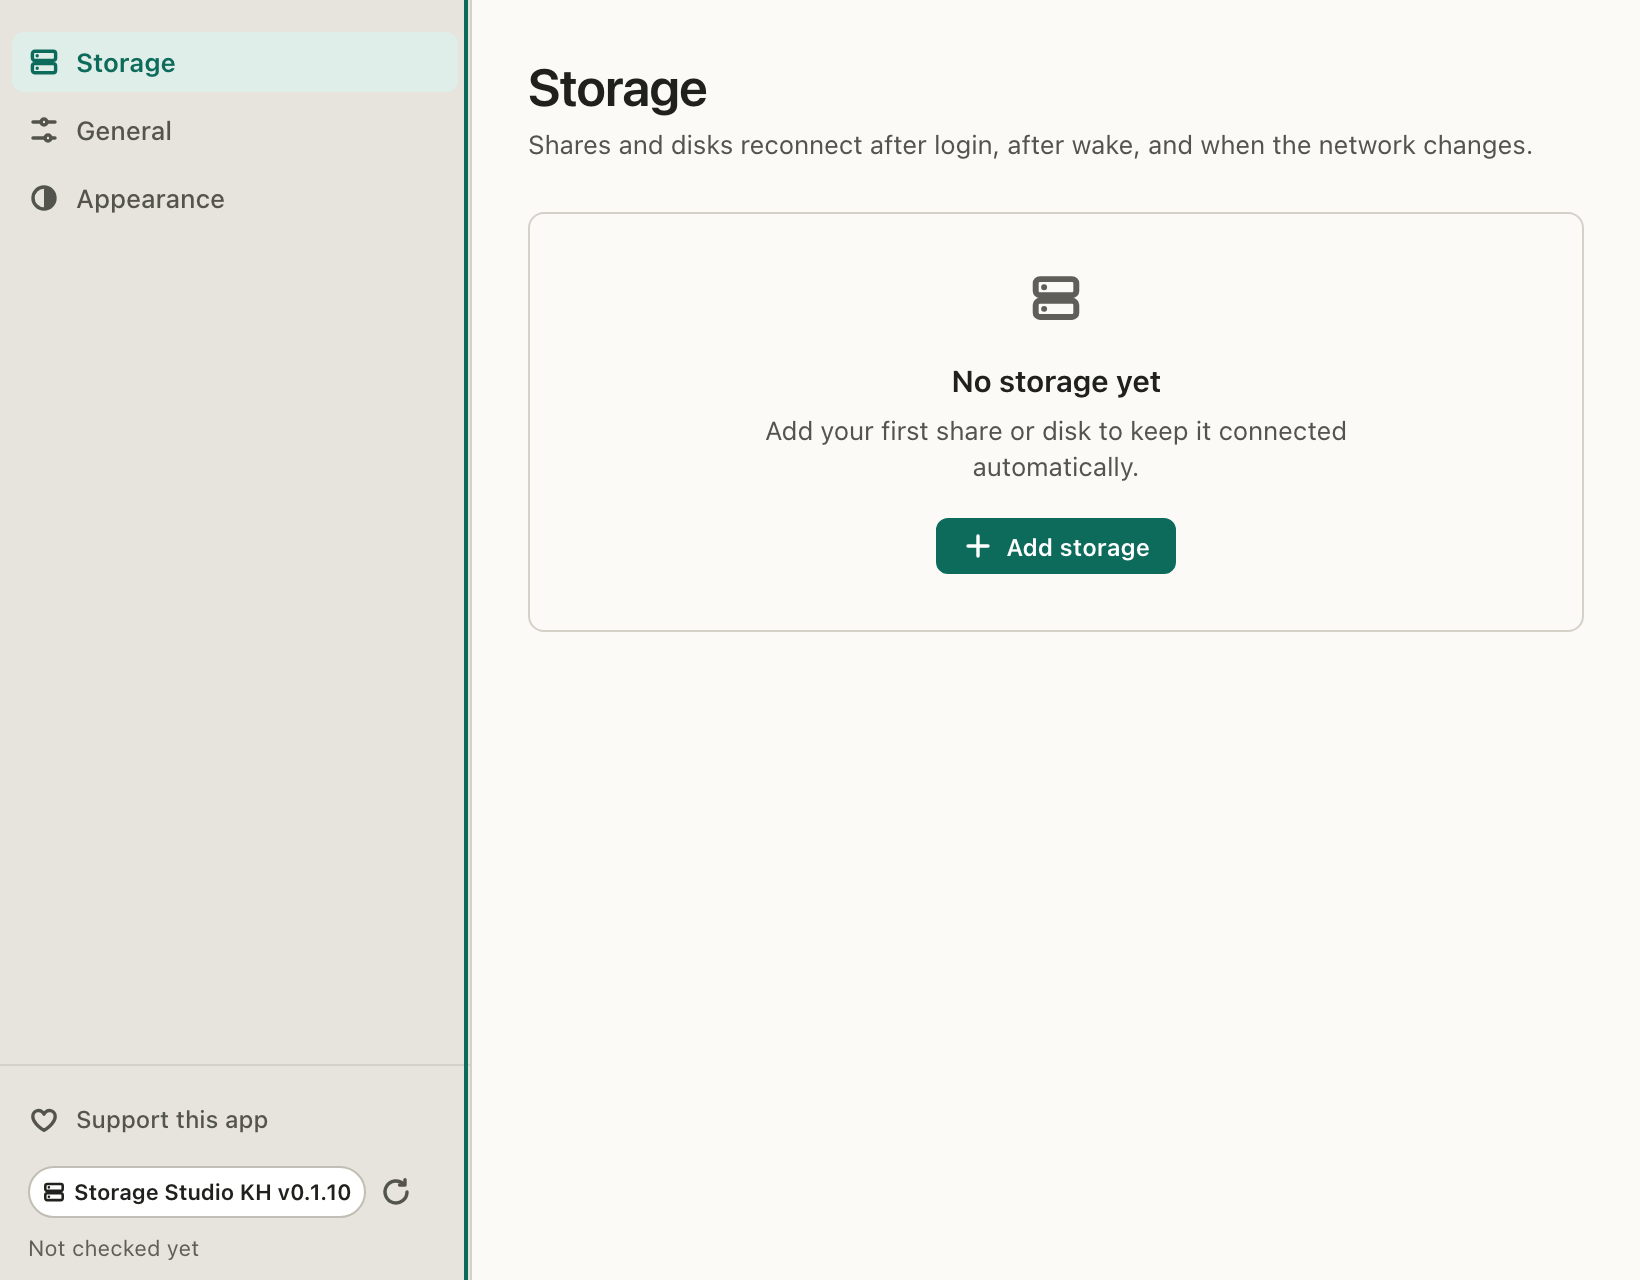 Storage
General
Appearance
Support this app
Storage Studio KH v0.1.10
Not checked yet
Storage
Shares and disks reconnect after login, after wake, and when the network changes.
No storage yet
Add your first share or disk to keep it connected
automatically.
Add storage